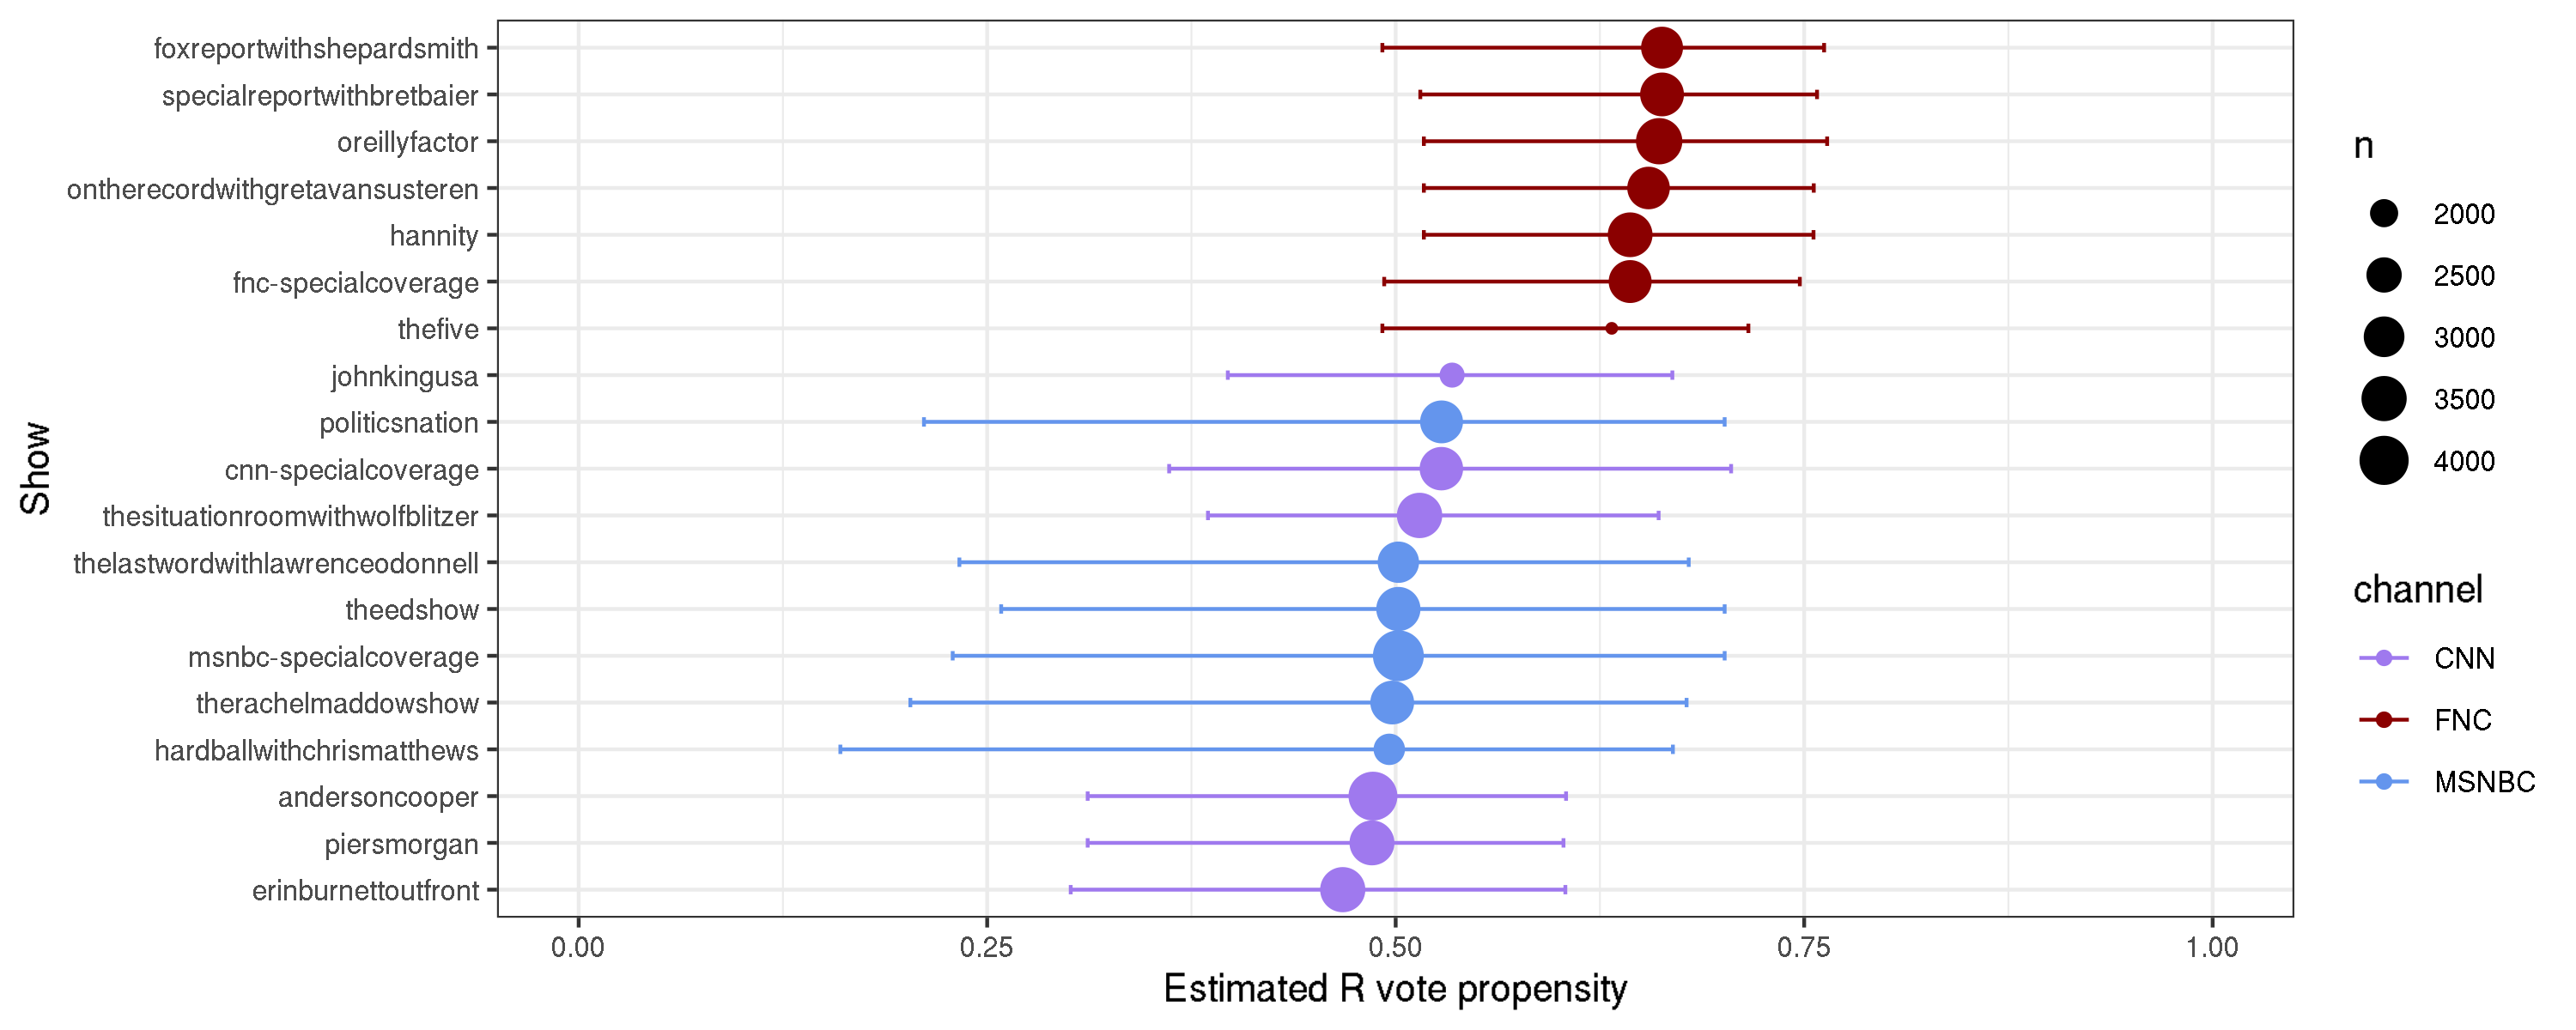 foxreportwithshepardsmith
specialreportwithbretbaier
oreillyfactor
ontherecordwithgretavansusteren
hannity
fnc-specialcoverage
thefive
johnkingusa
politicsnation
cnn-specialcoverage
thesituationroomwithwolfblitzer
thelastwordwithlawrenceodonnell
theedshow
msnbc-specialcoverage
therachelmaddowshow
hardballwithchrismatthews
andersoncooper
piersmorgan
erinburnettoutfront
Show
0.00 0.25 0.50 0.75 1.00
Estimated R vote propensity
n
2000
2500
3000
3500
4000
channel
CNN
FNC
MSNBC